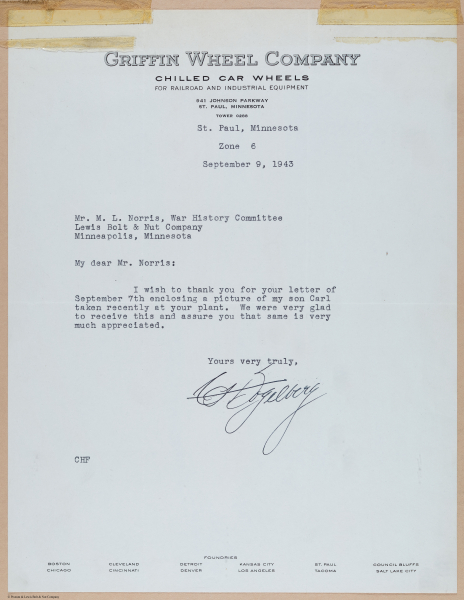 GRIFFIN WHEEL COMPANY
CHILLED CAR WHEELS
FOR RAILROAD AND INDUSTRIAL EQUIPMENT
641 JOHNSON PARKWAY
ST. PAUL, MINNESOTA
TOWER 0288
St. Paul, Minnesota
Zone 6
September 9, 1943
Mr. M. L. Norris, War History Committee
Lewis Bolt & Nut Company
Minneapolis, Minnesota
My dear Mr. Norris:
I wish to thank you for your letter of
September 7th enclosing a picture of my son Carl
taken recently at your plant. We were very glad
to receive this and assure you that same is very
much appreciated.
Yours very truly,
CHF
FOUNDRIES
BOSTON CLEVELAND DETROIT KANSAS CITY ST. PAUL COUNCIL BLUFFS
CHICAGO CINCINNATI DENVER LOS ANGELES TACOMA SALT LAKE CITY